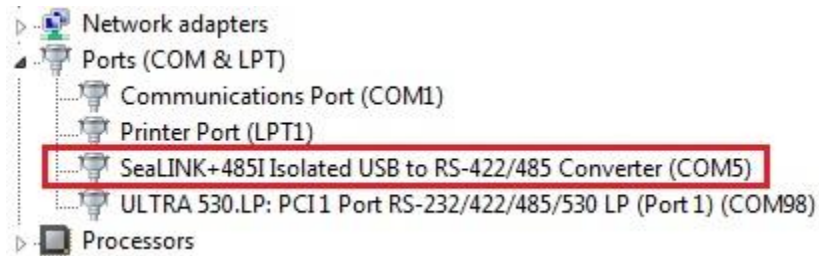 Network adapters
Ports (COM & LPT)
Communications Port (COM1)
Printer Port (LPT1)
SeaLINK+485I Isolated USB to RS-422/485 Converter (COM5)
ULTRA 530.LP: PCI 1 Port RS-232/422/485/530 LP (Port 1) (COM98)
Processors